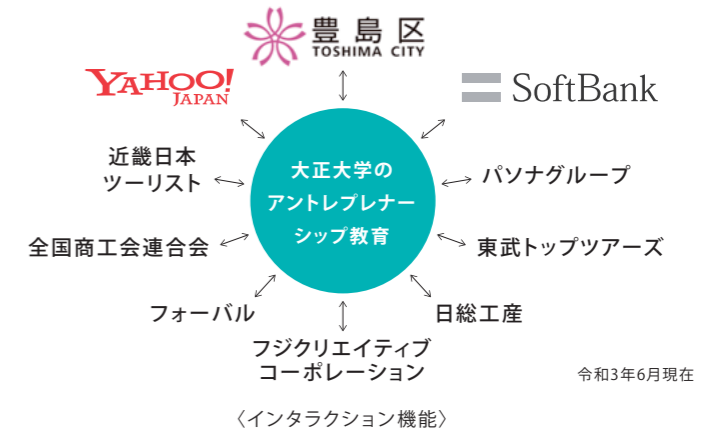 豊島区
TOSHIMA CITY
YAHOO!
JAPAN
SoftBank
近畿日本
ツーリスト
大正大学の
アントレプレナー
シップ教育
パソナグループ
全国商工会連合会
東武トップツアーズ
フォーバル
日総工産
フジクリエイティブ
コーポレーション
令和3年6月現在
〈インタラクション機能〉